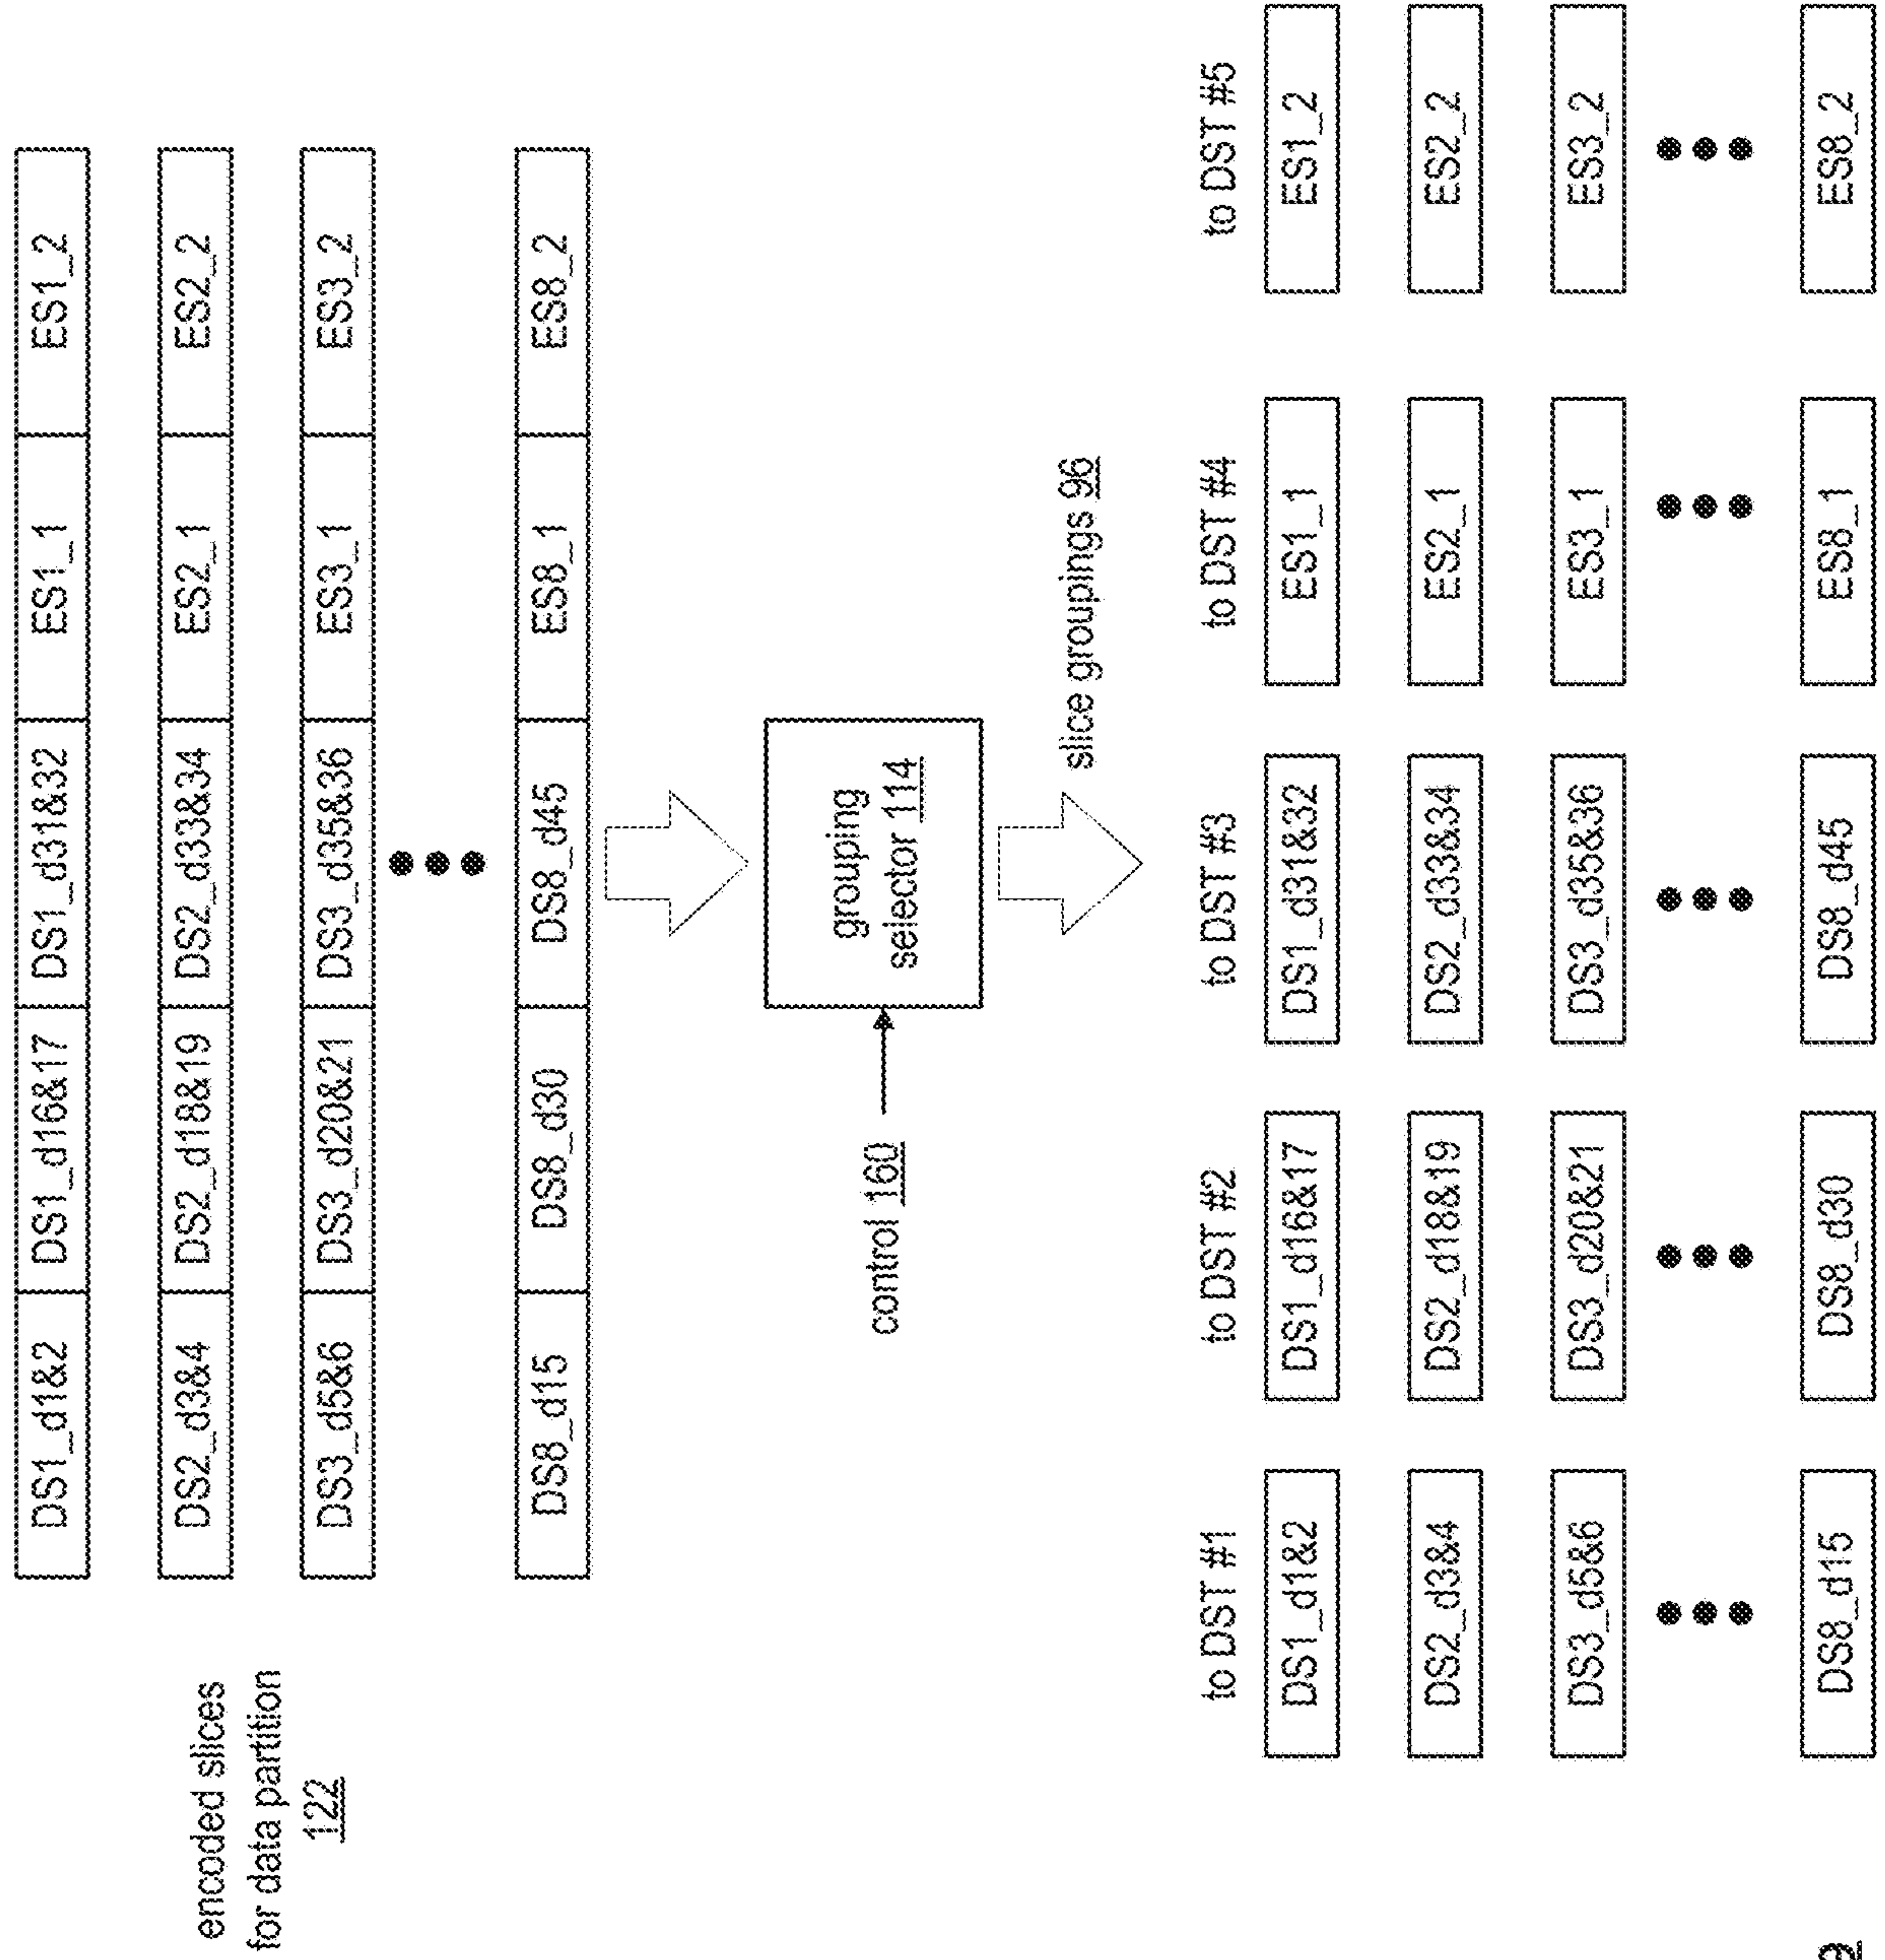 encoded slices
for data partition
122
DS1_d1&2 DS1_d16&17 DS1_d31&32 ES1_1 ES1_2
DS2_d3&4 DS2_d18&19 DS2_d33&34 ES2_1 ES2_2
DS3_d5&6 DS3_d20&21 DS3_d35&36 ES3_1 ES3_2
DS8_d15 DS8_d30 DS8_d45 ES8_1 ES8_2
control 160
grouping
selector 114
slice groupings 96
to DST #1 to DST #2 to DST #3 to DST #4 to DST #5
DS1_d1&2 DS1_d16&17 DS1_d31&32 ES1_1 ES1_2
DS2_d3&4 DS2_d18&19 DS2_d33&34 ES2_1 ES2_2
DS3_d5&6 DS3_d20&21 DS3_d35&36 ES3_1 ES3_2
DS8_d15 DS8_d30 DS8_d45 ES8_1 ES8_2